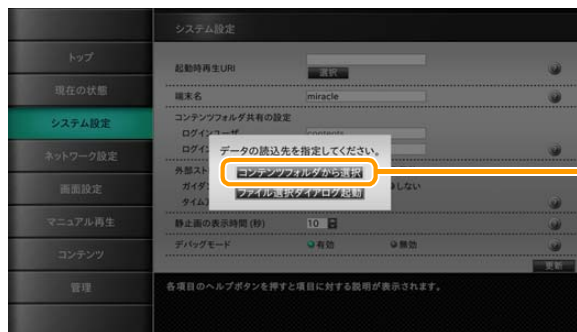 システム設定
トップ
現在の状態
システム設定
ネットワーク設定
画面設定
マニュアル再生
コンテンツ
管理
起動時再生URI
選択
端末名 miracle
コンテンツフォルダ共有の設定
ログインユーザ contents
ログイ
データの読込先を指定してください。
コンテンツフォルダから選択
ファイル選択ダイアログ起動
外部スト
ガイダ しない
タイム
静止画の表示時間 (秒) 10
デバッグモード 有効 無効
更新
各項目のヘルプボタンを押すと項目に対する説明が表示されます。